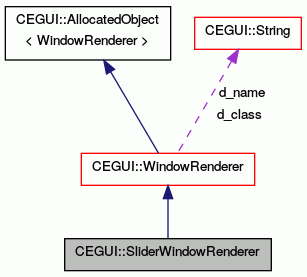 CEGUI::AllocatedObject
< WindowRenderer >
CEGUI::String
d_name
d_class
CEGUI::WindowRenderer
CEGUI::SliderWindowRenderer